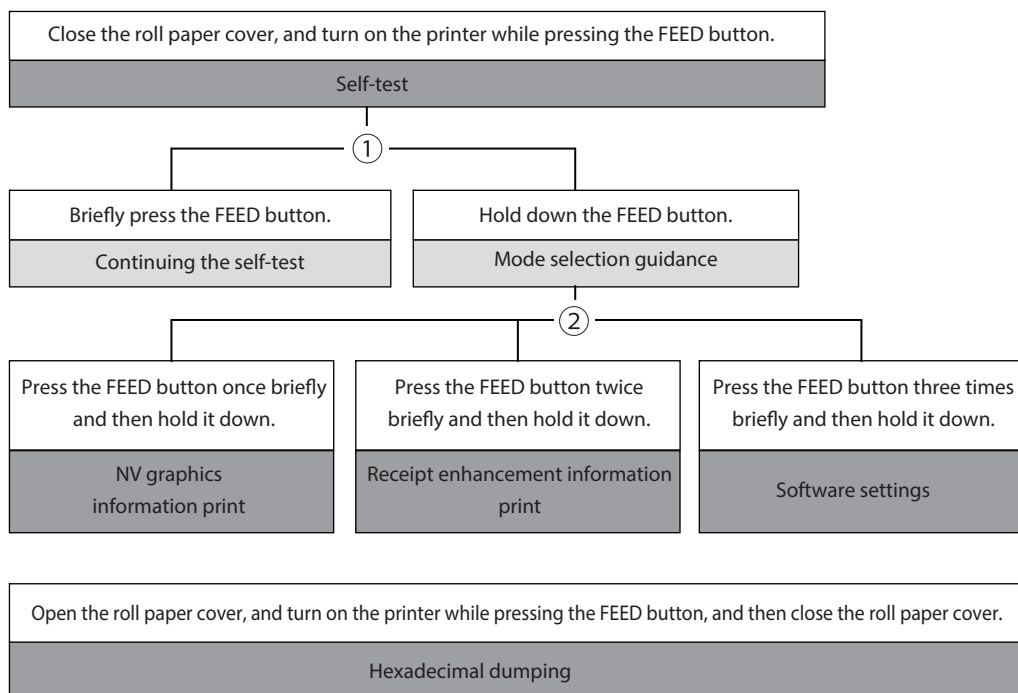 Close the roll paper cover, and turn on the printer while pressing the FEED button.
Self-test
①
Briefly press the FEED button.
Continuing the self-test
Hold down the FEED button.
Mode selection guidance
②
Press the FEED button once briefly
and then hold it down.
NV graphics
information print
Press the FEED button twice
briefly and then hold it down.
Receipt enhancement information
print
Press the FEED button three times
briefly and then hold it down.
Software settings
Open the roll paper cover, and turn on the printer while pressing the FEED button, and then close the roll paper cover.
Hexadecimal dumping